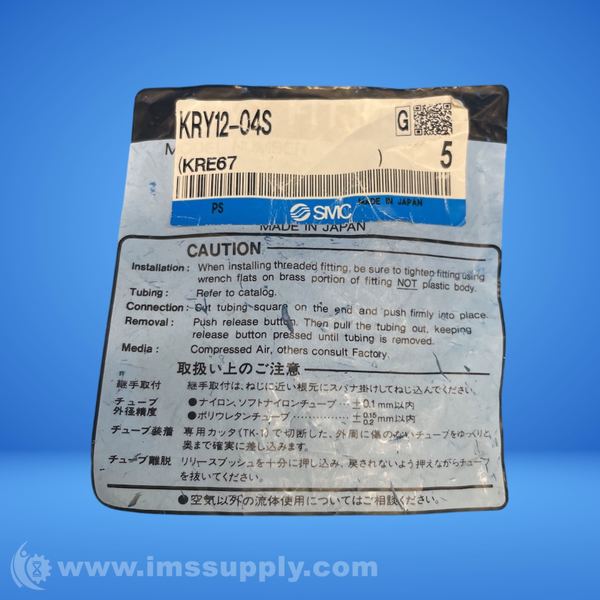 KRY12-04S
G
(KRE67 ) 5
PS
SMC
MADE IN JAPAN
MADE IN JAPAN
CAUTION
Installation : When installing threaded fitting, be sure to tighten fitting using
wrench flats on brass portion of fitting NOT plastic body.
Tubing : Refer to catalog.
Connection : Cut tubing square on the end and push firmly into place.
Removal : Push release button. Then pull the tubing out, keeping
release button pressed until tubing is removed.
Media : Compressed Air, others consult Factory.
取扱い上のご注意
継手取付 継手取付は、ねじに近い根元にスパナ掛けしてねじ込んでください。
チューブ ●ナイロン、ソフトナイロンチューブ … ±0.1mm以内
外径精度 ●ポリウレタンチューブ ………… ±0.15/0.2 mm以内
チューブ装着 専用カッタ(TK-1)で切断した、外周に傷のないチューブをゆっくりと
奥まで確実に差し込みます。
チューブ離脱 リリースプッシュを十分に押し込み、戻されないよう押えながらチューブ
を抜いてください。
●空気以外の流体使用についてはご相談ください。
www.imssupply.com